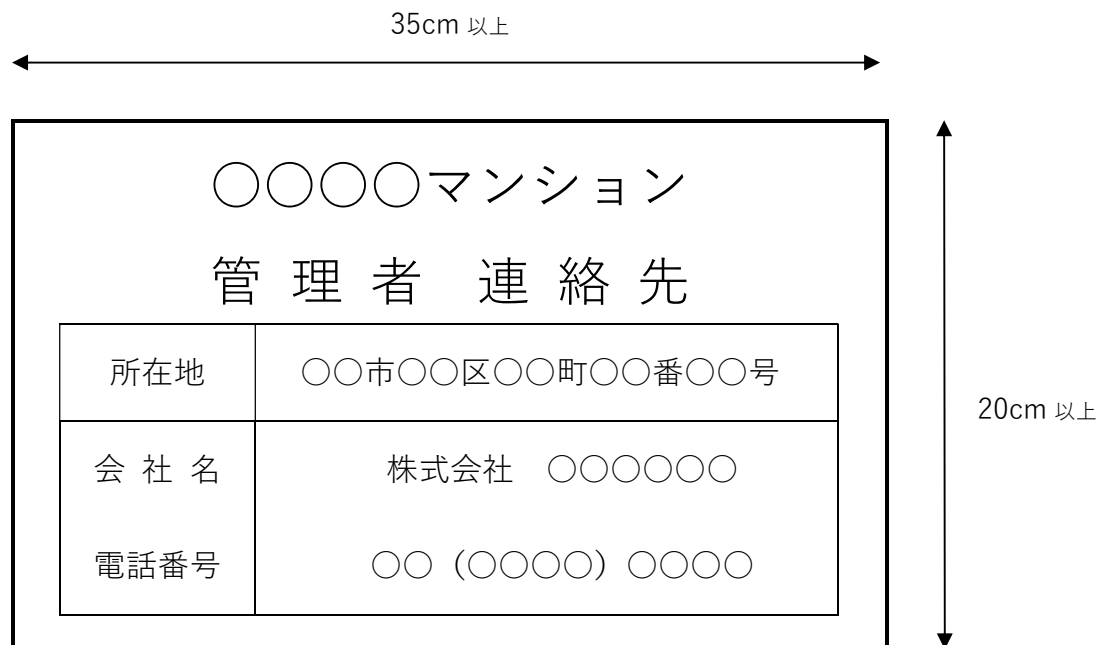 35cm 以上
○○○○マンション
管 理 者　連 絡 先
所在地　○○市○○区○○町○○番○○号
20cm 以上
会 社 名　株式会社　○○○○○○
電話番号　○○（○○○○）○○○○